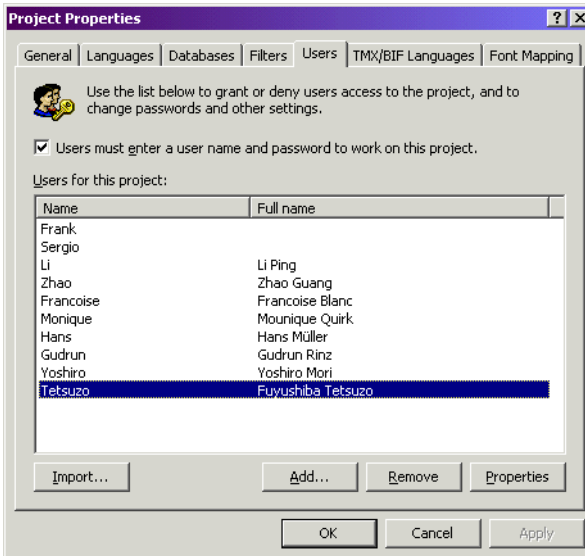 Project Properties
General Languages Databases Filters Users TMX/BIF Languages Font Mapping
Use the list below to grant or deny users access to the project, and to
change passwords and other settings.
Users must enter a user name and password to work on this project.
Users for this project:
Name Full name
Frank
Sergio
Li Li Ping
Zhao Zhao Guang
Francoise Francoise Blanc
Monique Mounique Quirk
Hans Hans Müller
Gudrun Gudrun Rinz
Yoshiro Yoshiro Mori
Tetsuzo Fuyushiba Tetsuzo
Import... Add... Remove Properties
OK Cancel Apply